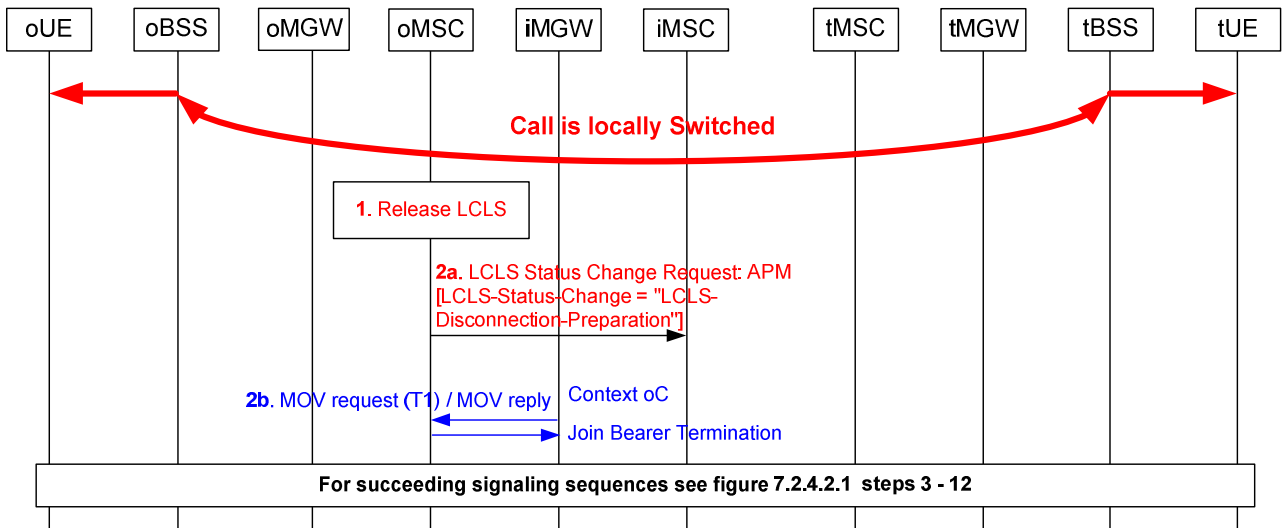 oUE oBSS oMGW oMSC iMGW iMSC tMSC tMGW tBSS tUE
Call is locally Switched
1. Release LCLS
2a. LCLS Status Change Request: APM
[LCLS-Status-Change = "LCLS-
Disconnection-Preparation"]
2b. MOV request (T1) / MOV reply
Context oC
Join Bearer Termination
For succeeding signaling sequences see figure 7.2.4.2.1 steps 3 - 12